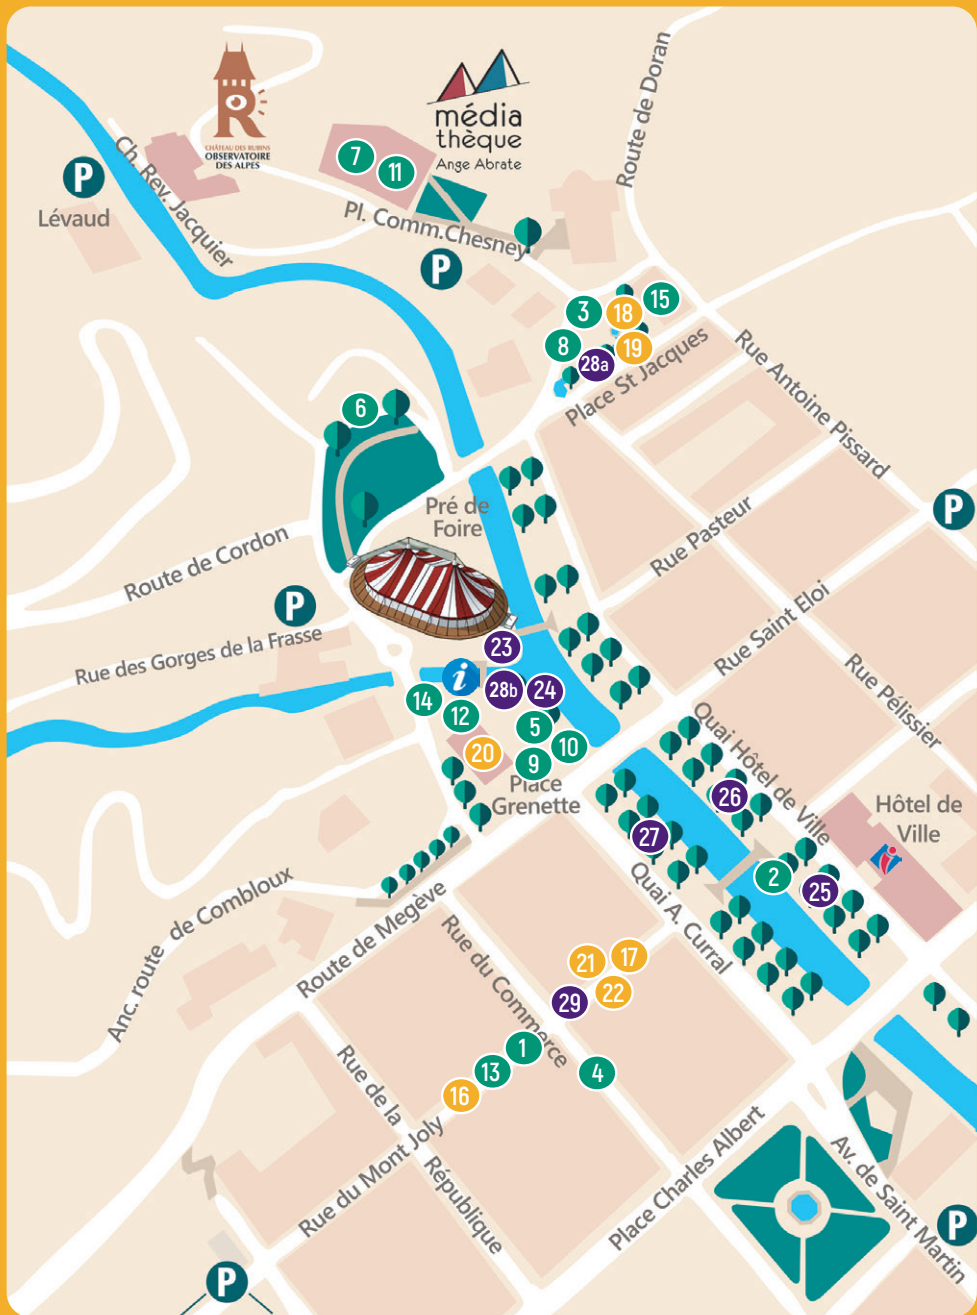 CHÂTEAU DES RUBINS
OBSERVATOIRE
DES ALPES
média
thèque
Ange Abrate
Route de Doran
P
Lévaud
Ch. Rev. Jacquier
7
11
Pl. Comm.Chesney
P
3
18
15
8
28a
19
Place St Jacques
Rue Antoine Pissard
6
Pré de
Foire
P
Route de Cordon
Rue Pasteur
P
Rue des Gorges de la Frasse
Rue Saint Eloi
23
i
28b
24
14
12
5
10
20
9
Place
Grenette
Rue Pélissier
Quai Hôtel de Ville
26
27
Hôtel de
Ville
2
25
Quai A. Curral
Anc. route de Combloux
Route de Megève
Rue du Commerce
21
17
22
29
1
13
4
16
Rue de la
République
Rue du Mont Joly
Place Charles Albert
Av. de Saint Martin
P
P